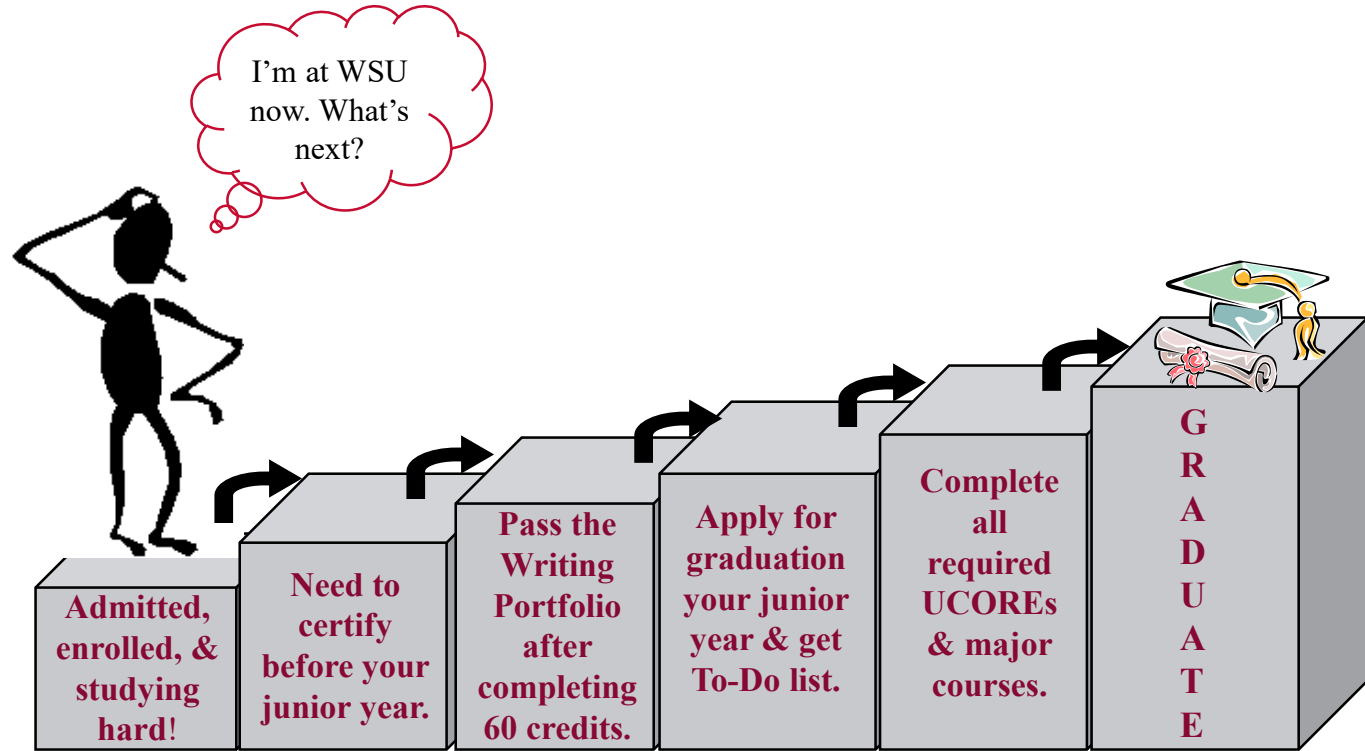 I'm at WSU
now. What's
next?
Admitted,
enrolled, &
studying
hard!
Need to
certify
before your
junior year.
Pass the
Writing
Portfolio
after
completing
60 credits.
Apply for
graduation
your junior
year & get
To-Do list.
Complete
all
required
UCOREs
& major
courses.
G
R
A
D
U
A
T
E